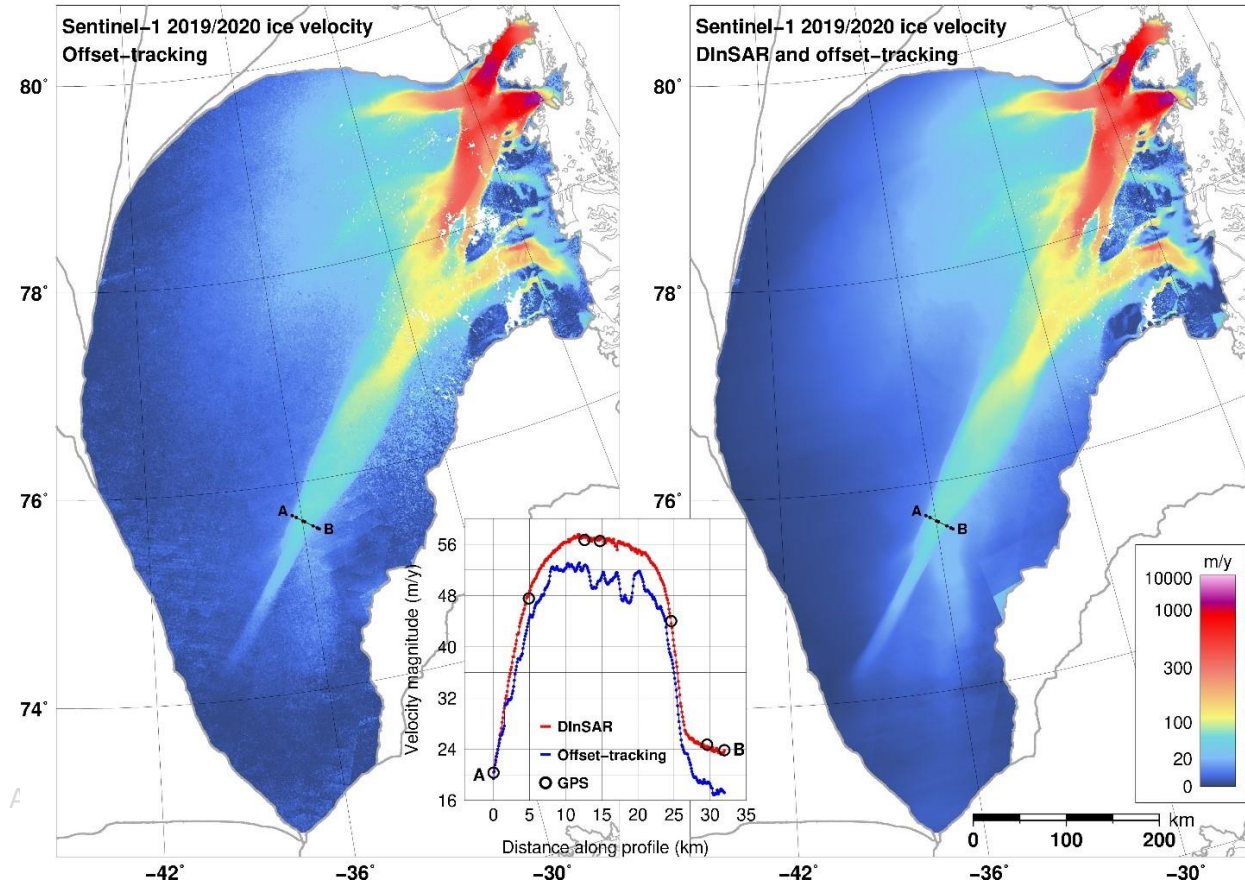 Sentinel-1 2019/2020 ice velocity
Offset-tracking
80°
78°
76°
74°
-42°
-36°
-30°
A
B
Velocity magnitude (m/y)
56
48
40
32
24
16
A
B
DInSAR
Offset-tracking
GPS
0 5 10 15 20 25 30 35
Distance along profile (km)
Sentinel-1 2019/2020 ice velocity
DInSAR and offset-tracking
80°
78°
76°
74°
-42°
-36°
-30°
A
B
m/y
10000
1000
300
100
20
0
km
0 100 200
A